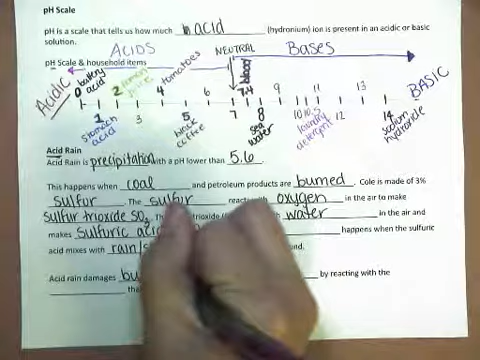 pH Scale
pH is a scale that tells us how much acid (hydronium) ion is present in an acidic or basic
solution.
ACIDS NEUTRAL Bases
pH Scale & household items
Acidic BASIC
0 battery acid
1 stomach acid
2 lemon juice
3
4 tomatoes
5 black coffee
6
7
7.4 blood
8 sea water
9
10 10.5 laundry detergent
11
12
13
14 sodium hydroxide
Acid Rain
Acid Rain is precipitation with a pH lower than 5.6
This happens when coal and petroleum products are burned. Cole is made of 3%
sulfur. The sulfur reacts with oxygen in the air to make
sulfur trioxide SO₃. trioxide water in the air and
makes sulfuric acid happens when the sulfuric
acid mixes with rain/s
Acid rain damages bu by reacting with the